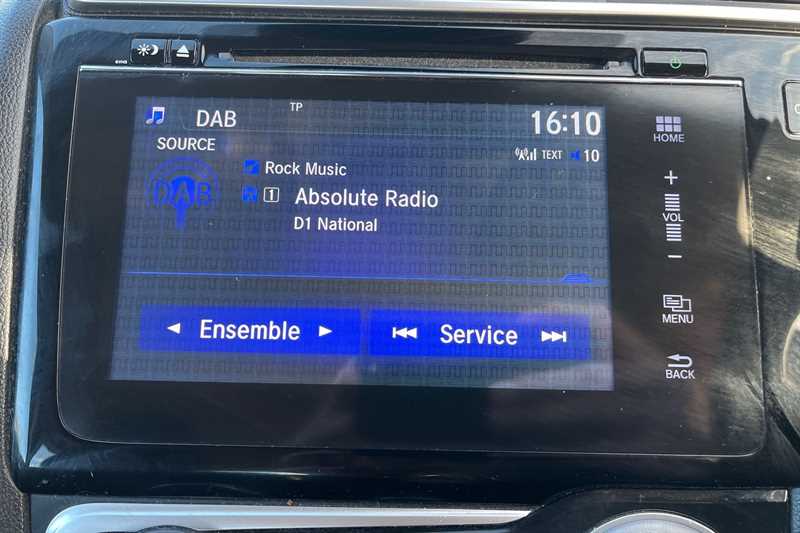 DAB
TP
16:10
SOURCE
TEXT
10
Rock Music
DAB
1
Absolute Radio
D1 National
Ensemble
Service
HOME
+
VOL
−
MENU
BACK